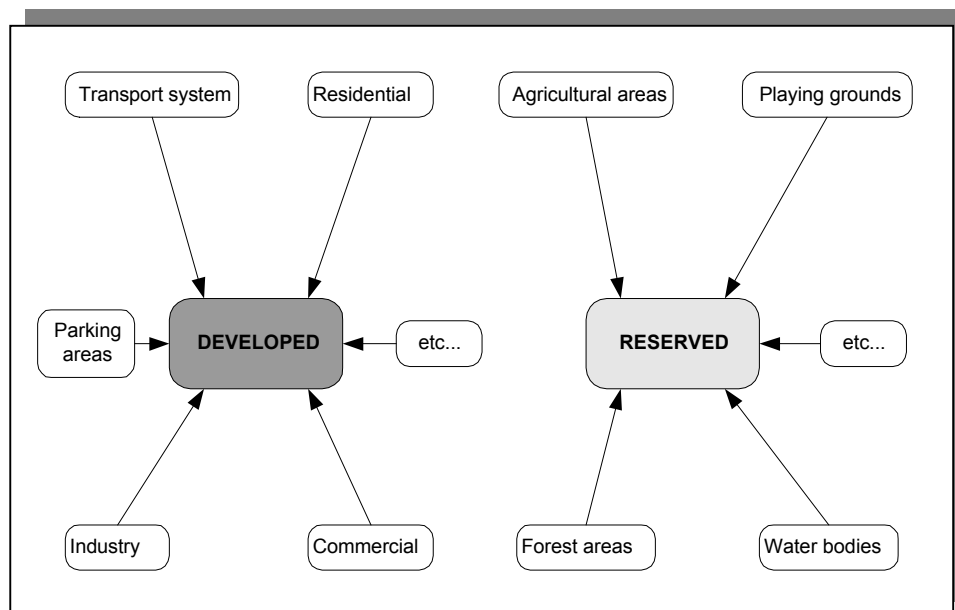 Transport system
Residential
Agricultural areas
Playing grounds
Parking
areas
DEVELOPED
etc...
RESERVED
etc...
Industry
Commercial
Forest areas
Water bodies